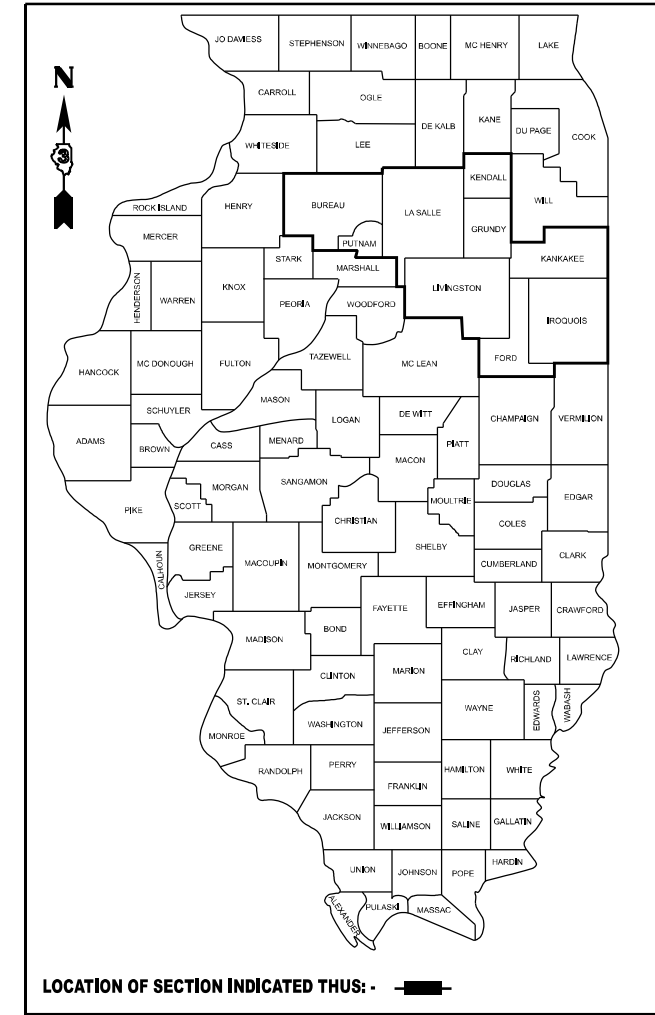 JO DAVIESS
STEPHENSON
WINNEBAGO
BOONE
MC HENRY
LAKE
N
3
CARROLL
OGLE
DE KALB
KANE
DU PAGE
COOK
WHITESIDE
LEE
KENDALL
WILL
ROCK ISLAND
HENRY
BUREAU
LA SALLE
GRUNDY
MERCER
PUTNAM
KANKAKEE
HENDERSON
WARREN
KNOX
STARK
MARSHALL
LIVINGSTON
PEORIA
WOODFORD
IROQUOIS
HANCOCK
MC DONOUGH
FULTON
TAZEWELL
MC LEAN
FORD
MASON
SCHUYLER
LOGAN
DE WITT
CHAMPAIGN
VERMILION
ADAMS
BROWN
CASS
MENARD
PIATT
MACON
PIKE
SCOTT
MORGAN
SANGAMON
CHRISTIAN
MOULTRIE
DOUGLAS
EDGAR
COLES
CALHOUN
GREENE
MACOUPIN
MONTGOMERY
SHELBY
CUMBERLAND
CLARK
JERSEY
FAYETTE
EFFINGHAM
JASPER
CRAWFORD
MADISON
BOND
CLAY
RICHLAND
LAWRENCE
CLINTON
MARION
ST. CLAIR
WAYNE
EDWARDS
WABASH
MONROE
WASHINGTON
JEFFERSON
RANDOLPH
PERRY
HAMILTON
WHITE
FRANKLIN
JACKSON
WILLIAMSON
SALINE
GALLATIN
UNION
JOHNSON
POPE
HARDIN
ALEXANDER
PULASKI
MASSAC
LOCATION OF SECTION INDICATED THUS: -